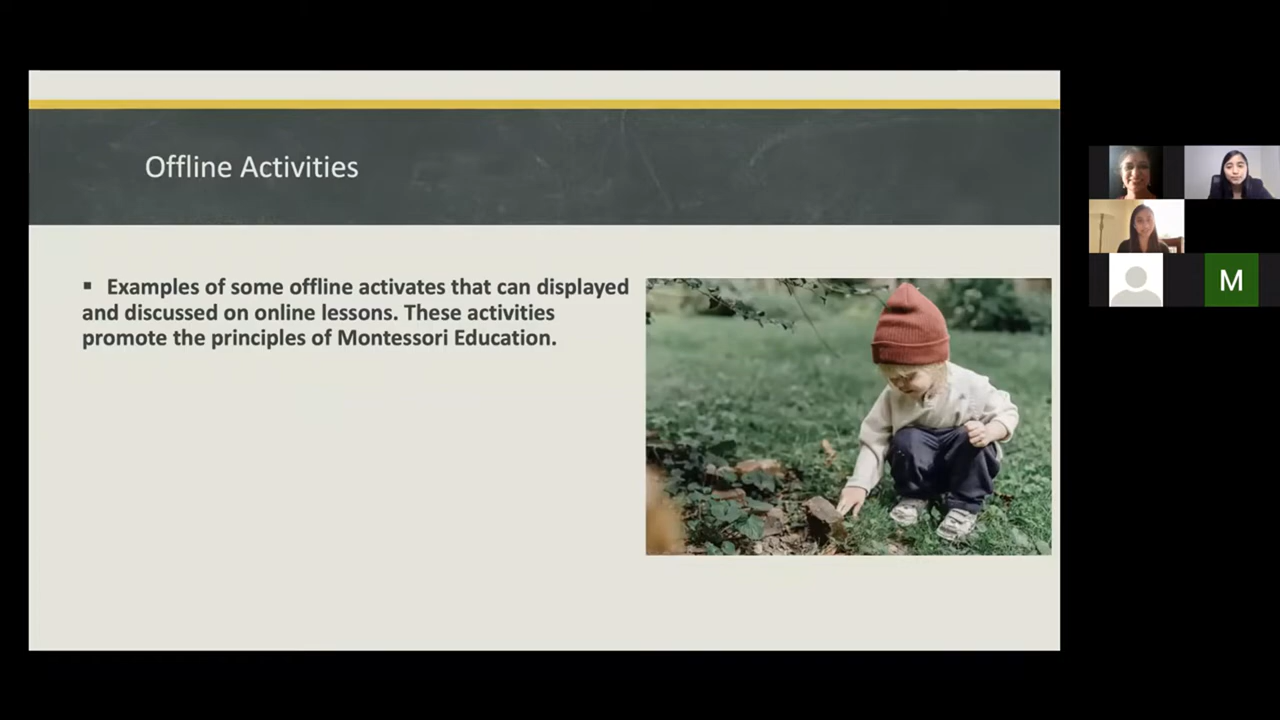 Offline Activities
▪ Examples of some offline activates that can displayed
and discussed on online lessons. These activities
promote the principles of Montessori Education.
M